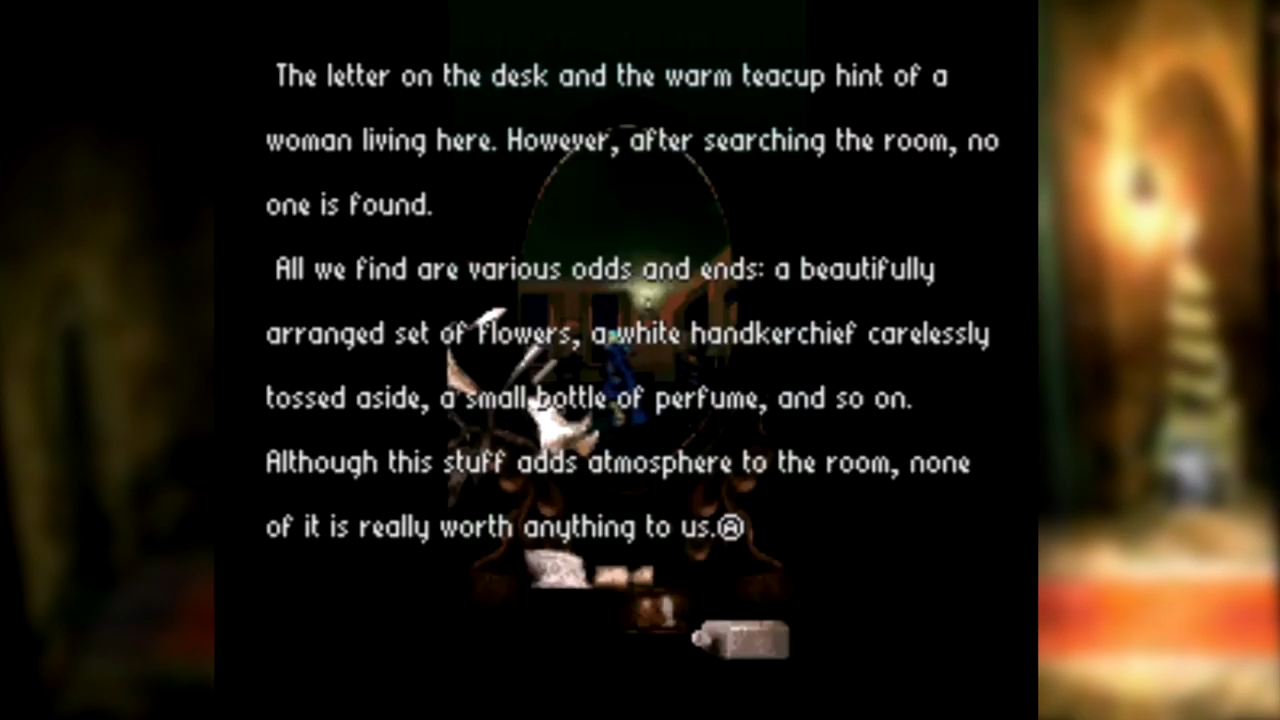 The letter on the desk and the warm teacup hint of a
woman living here. However, after searching the room, no
one is found.
All we find are various odds and ends: a beautifully
arranged set of flowers, a white handkerchief carelessly
tossed aside, a small bottle of perfume, and so on.
Although this stuff adds atmosphere to the room, none
of it is really worth anything to us.Ⓐ